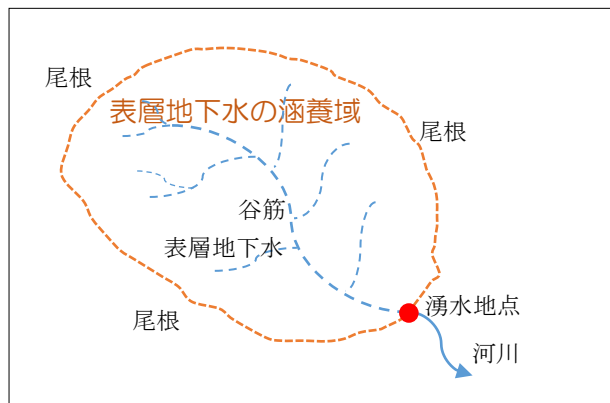 尾根
表層地下水の涵養域
尾根
谷筋
表層地下水
湧水地点
尾根
河川